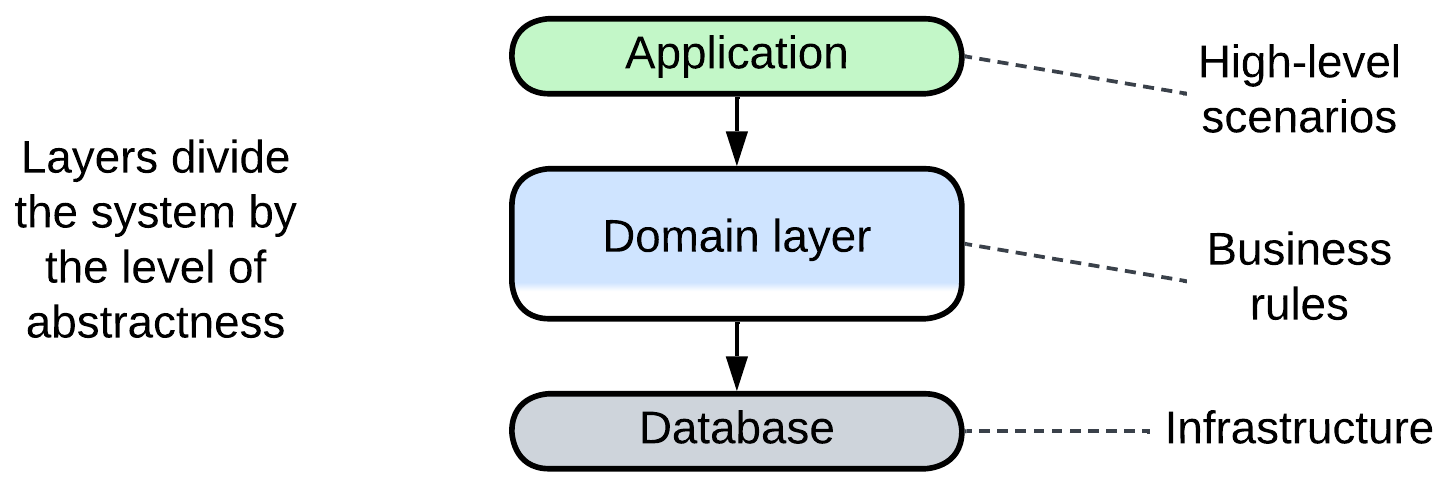 Layers divide
the system by
the level of
abstractness
Application
High-level
scenarios
Domain layer
Business
rules
Database
Infrastructure